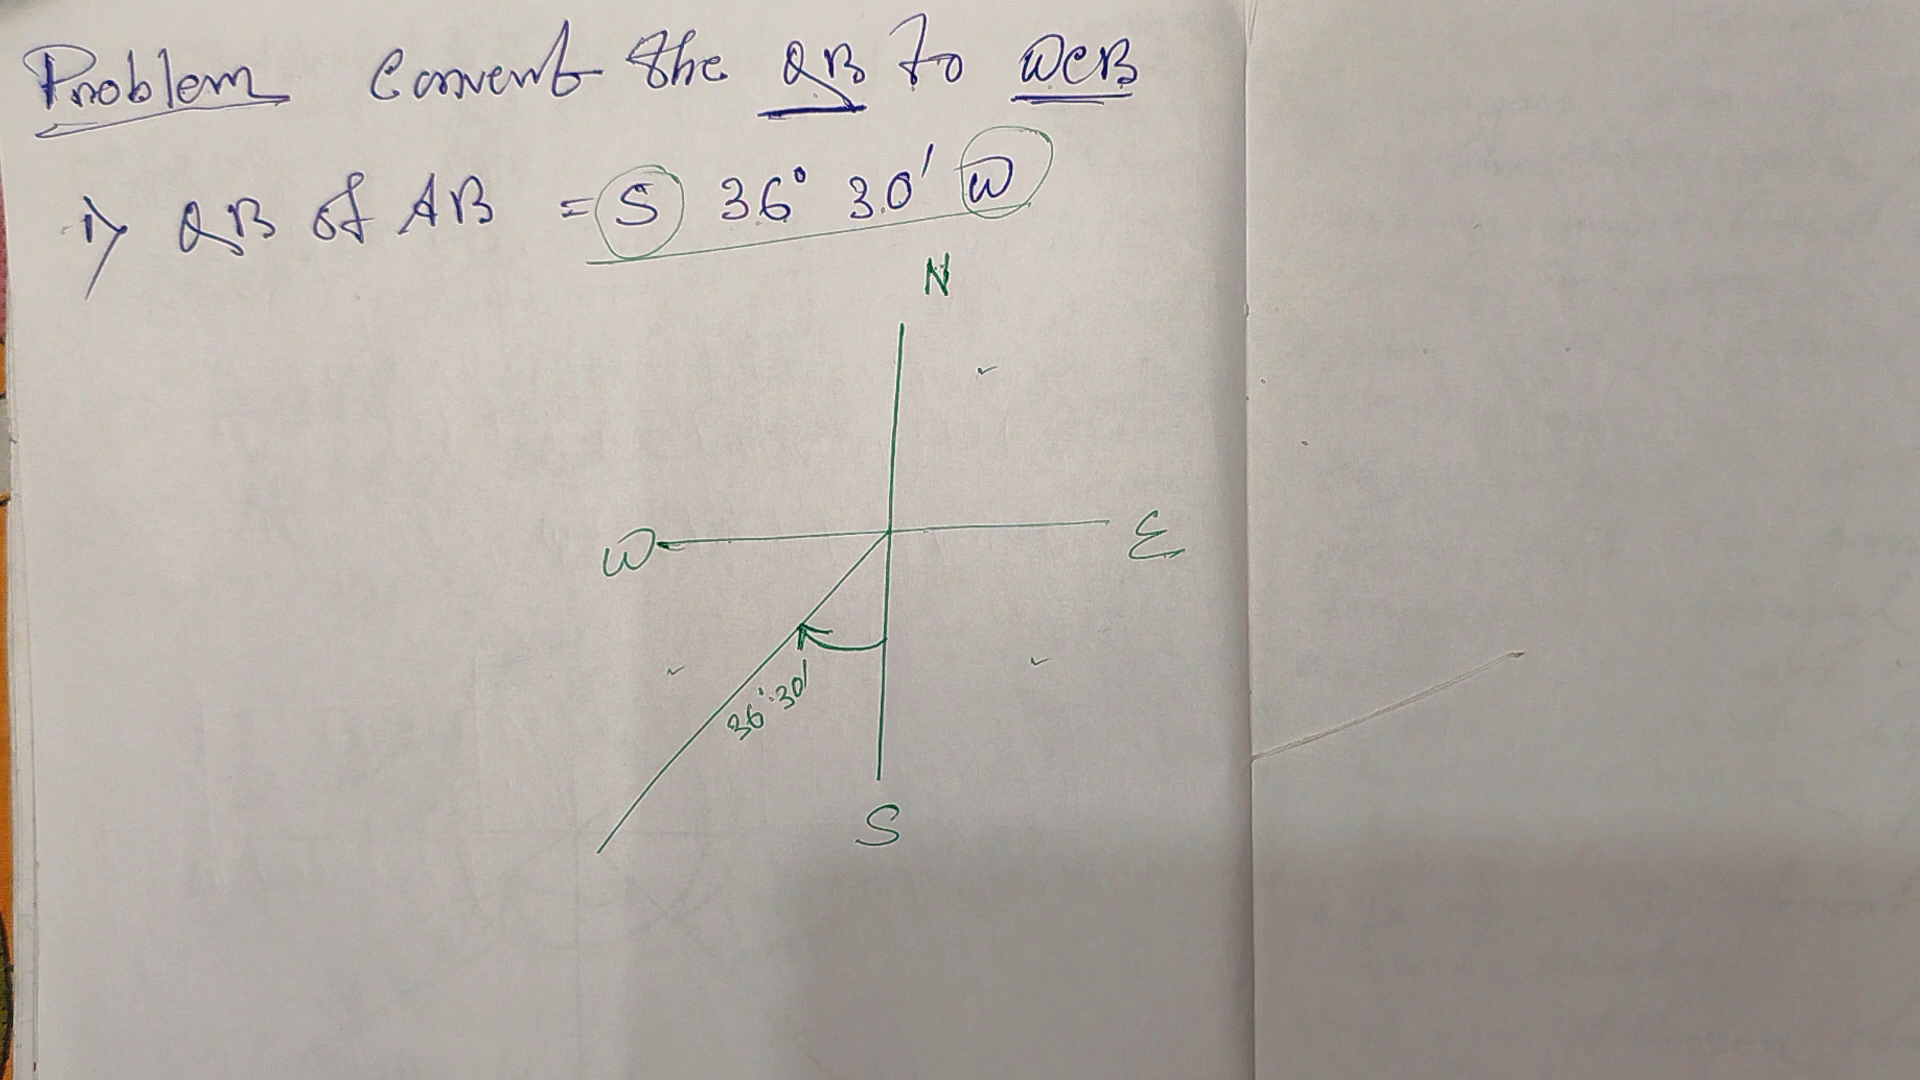 Problem Convert the QB to WCB
1) QB of AB = S 36° 30' W
N
W E
36° 30'
S